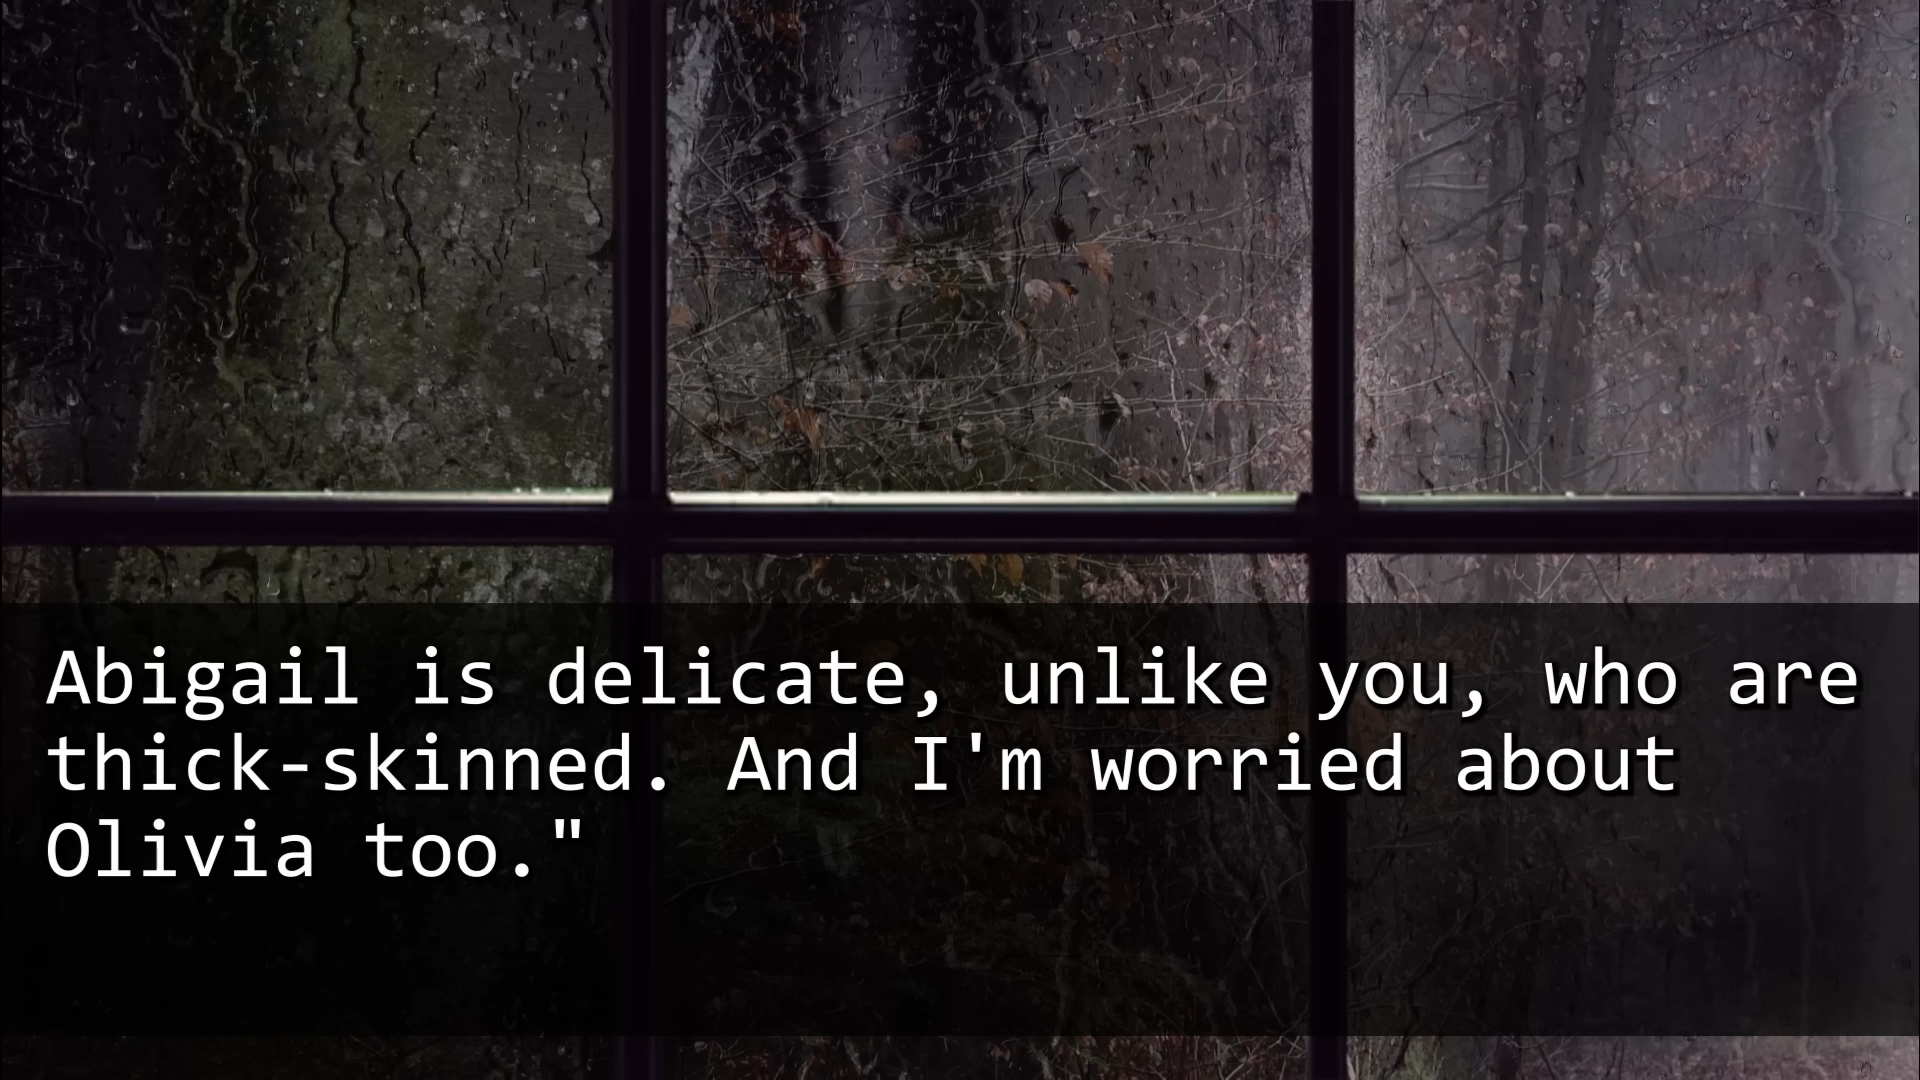 Abigail is delicate, unlike you, who are
thick-skinned. And I'm worried about
Olivia too."